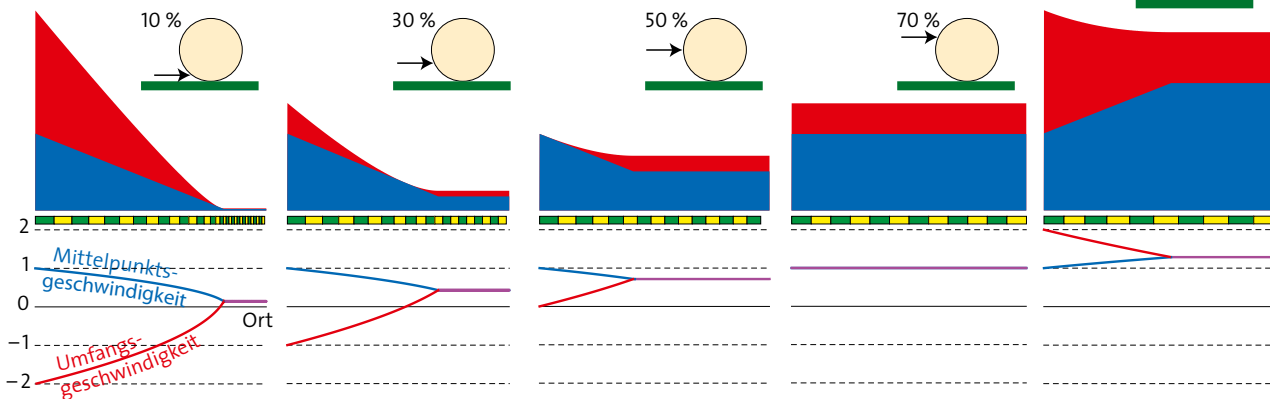 10 %
30 %
50 %
70 %
2
1
0
−1
−2
Mittelpunkts-
geschwindigkeit
Ort
Umfangs-
geschwindigkeit